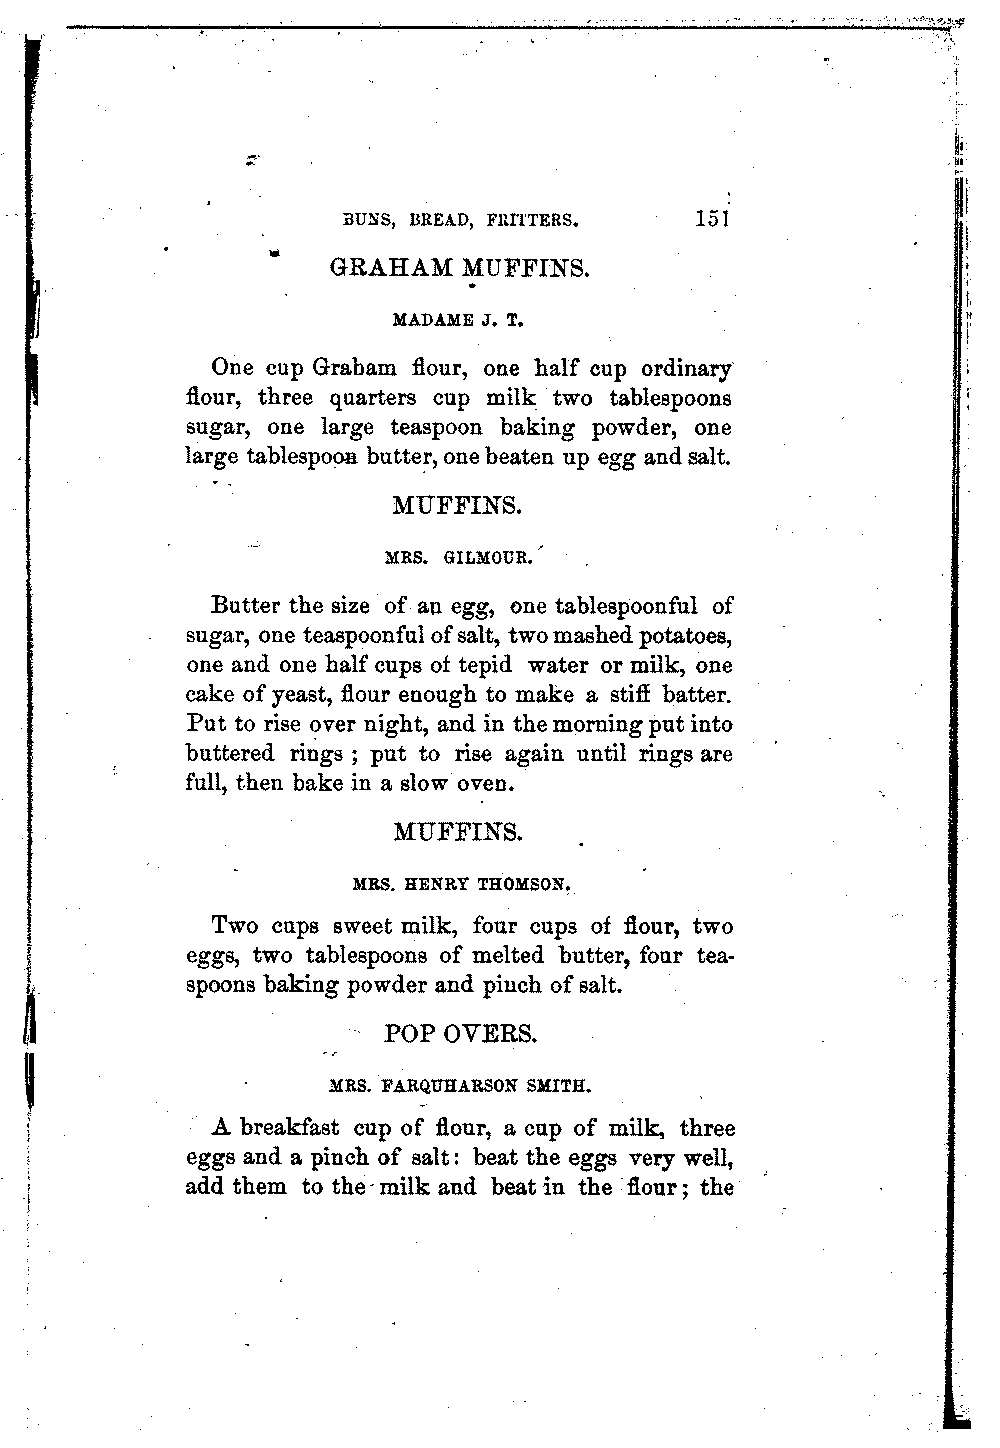 BUNS, BREAD, FRITTERS. 151
GRAHAM MUFFINS.
MADAME J. T.
One cup Graham flour, one half cup ordinary
flour, three quarters cup milk two tablespoons
sugar, one large teaspoon baking powder, one
large tablespoon butter, one beaten up egg and salt.
MUFFINS.
MRS. GILMOUR.
Butter the size of an egg, one tablespoonful of
sugar, one teaspoonful of salt, two mashed potatoes,
one and one half cups of tepid water or milk, one
cake of yeast, flour enough to make a stiff batter.
Put to rise over night, and in the morning put into
buttered rings ; put to rise again until rings are
full, then bake in a slow oven.
MUFFINS.
MRS. HENRY THOMSON.
Two cups sweet milk, four cups of flour, two
eggs, two tablespoons of melted butter, four tea-
spoons baking powder and pinch of salt.
POP OVERS.
MRS. FARQUHARSON SMITH.
A breakfast cup of flour, a cup of milk, three
eggs and a pinch of salt: beat the eggs very well,
add them to the milk and beat in the flour; the